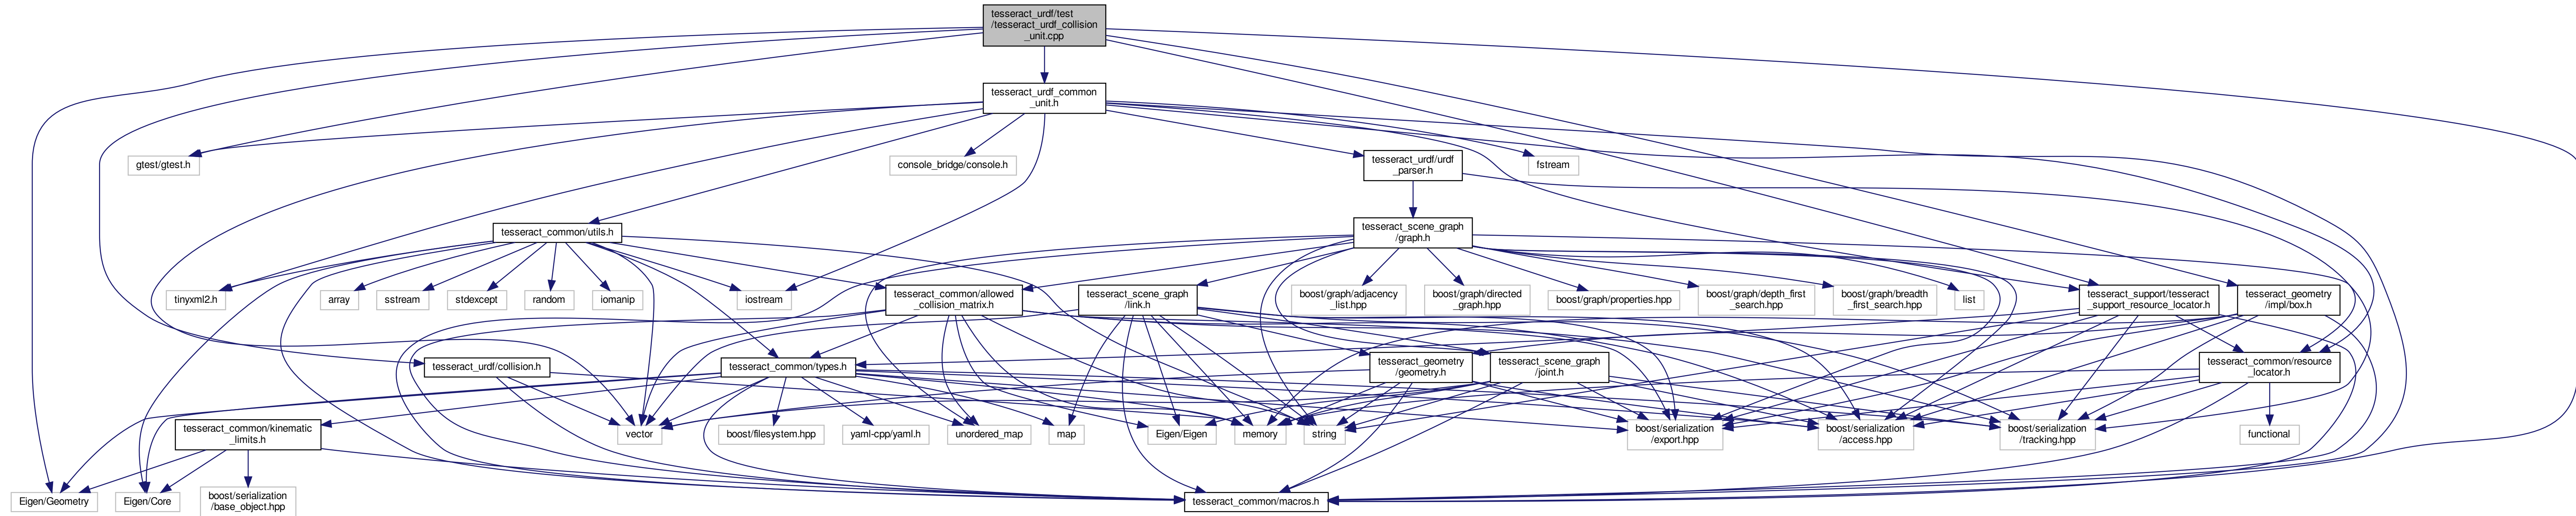 tesseract_urdf/test
/tesseract_urdf_collision
_unit.cpp
tesseract_urdf_common
_unit.h
gtest/gtest.h
console_bridge/console.h
tesseract_urdf/urdf
_parser.h
fstream
tesseract_common/utils.h
tesseract_scene_graph
/graph.h
tinyxml2.h
array
sstream
stdexcept
random
iomanip
iostream
tesseract_common/allowed
_collision_matrix.h
tesseract_scene_graph
/link.h
boost/graph/adjacency
_list.hpp
boost/graph/directed
_graph.hpp
boost/graph/properties.hpp
boost/graph/depth_first
_search.hpp
boost/graph/breadth
_first_search.hpp
list
tesseract_support/tesseract
_support_resource_locator.h
tesseract_geometry
/impl/box.h
tesseract_urdf/collision.h
tesseract_common/types.h
tesseract_geometry
/geometry.h
tesseract_scene_graph
/joint.h
tesseract_common/resource
_locator.h
tesseract_common/kinematic
_limits.h
vector
boost/filesystem.hpp
yaml-cpp/yaml.h
unordered_map
map
Eigen/Eigen
memory
string
boost/serialization
/export.hpp
boost/serialization
/access.hpp
boost/serialization
/tracking.hpp
functional
Eigen/Geometry
Eigen/Core
boost/serialization
/base_object.hpp
tesseract_common/macros.h